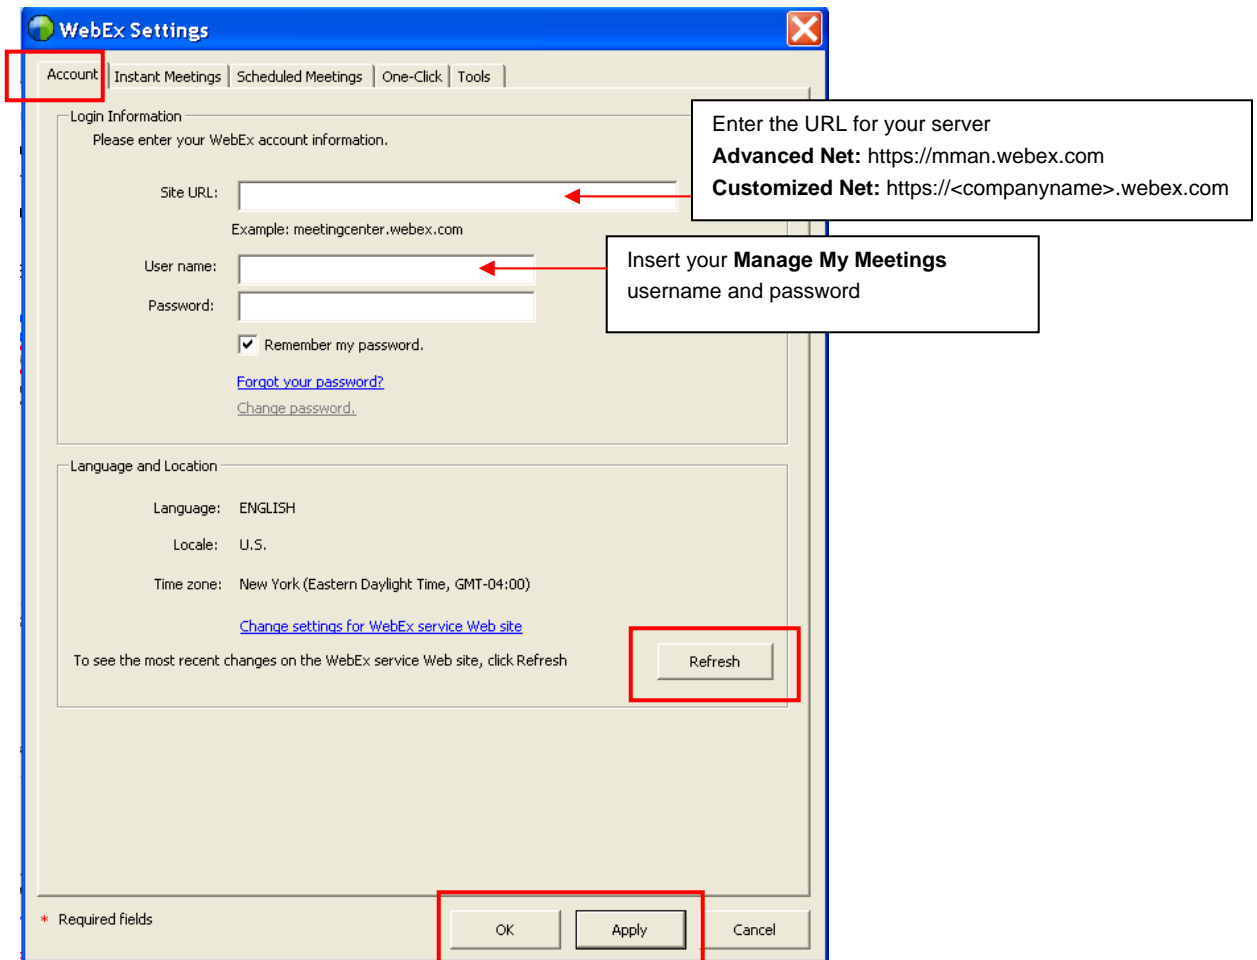 WebEx Settings
Account Instant Meetings Scheduled Meetings One-Click Tools
Login Information
Please enter your WebEx account information.
Enter the URL for your server
Advanced Net: https://mman.webex.com
Customized Net: https://<companyname>.webex.com
Site URL:
Example: meetingcenter.webex.com
Insert your Manage My Meetings
username and password
User name:
Password:
Remember my password.
Forgot your password?
Change password.
Language and Location
Language: ENGLISH
Locale: U.S.
Time zone: New York (Eastern Daylight Time, GMT-04:00)
Change settings for WebEx service Web site
To see the most recent changes on the WebEx service Web site, click Refresh
Refresh
* Required fields
OK Apply Cancel